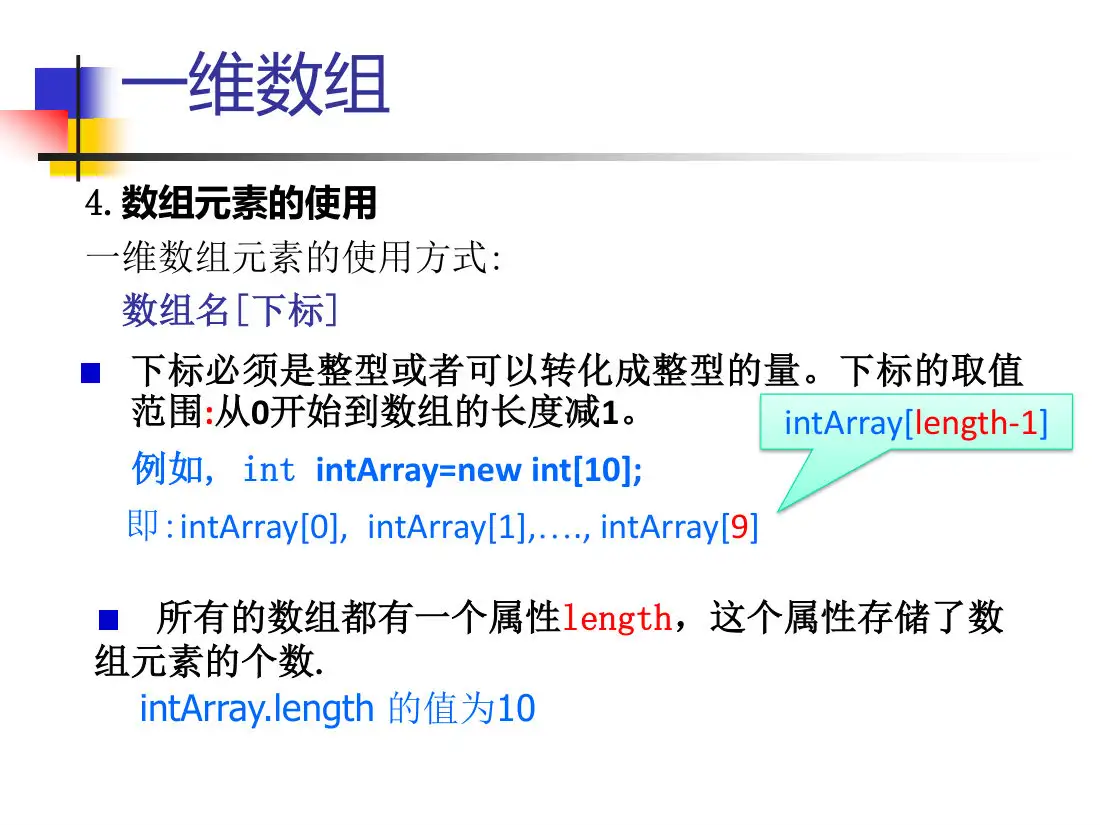 一维数组
4. 数组元素的使用
一维数组元素的使用方式:
数组名[下标]
下标必须是整型或者可以转化成整型的量。下标的取值
范围:从0开始到数组的长度减1。
intArray[length-1]
例如, int intArray=new int[10];
即:intArray[0], intArray[1],…., intArray[9]
所有的数组都有一个属性length，这个属性存储了数
组元素的个数.
intArray.length 的值为10